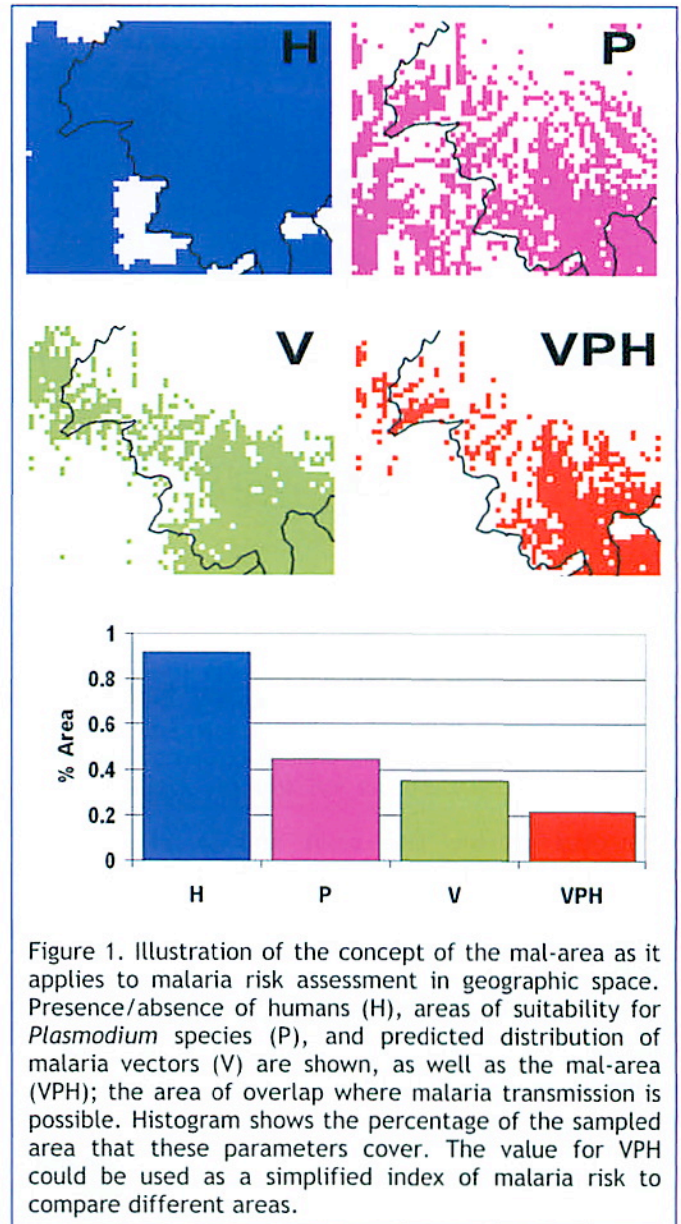 H
P
V
VPH
1
0.8
0.6
0.4
0.2
0
% Area
H
P
V
VPH
Figure 1. Illustration of the concept of the mal-area as it
applies to malaria risk assessment in geographic space.
Presence/absence of humans (H), areas of suitability for
Plasmodium species (P), and predicted distribution of
malaria vectors (V) are shown, as well as the mal-area
(VPH); the area of overlap where malaria transmission is
possible. Histogram shows the percentage of the sampled
area that these parameters cover. The value for VPH
could be used as a simplified index of malaria risk to
compare different areas.